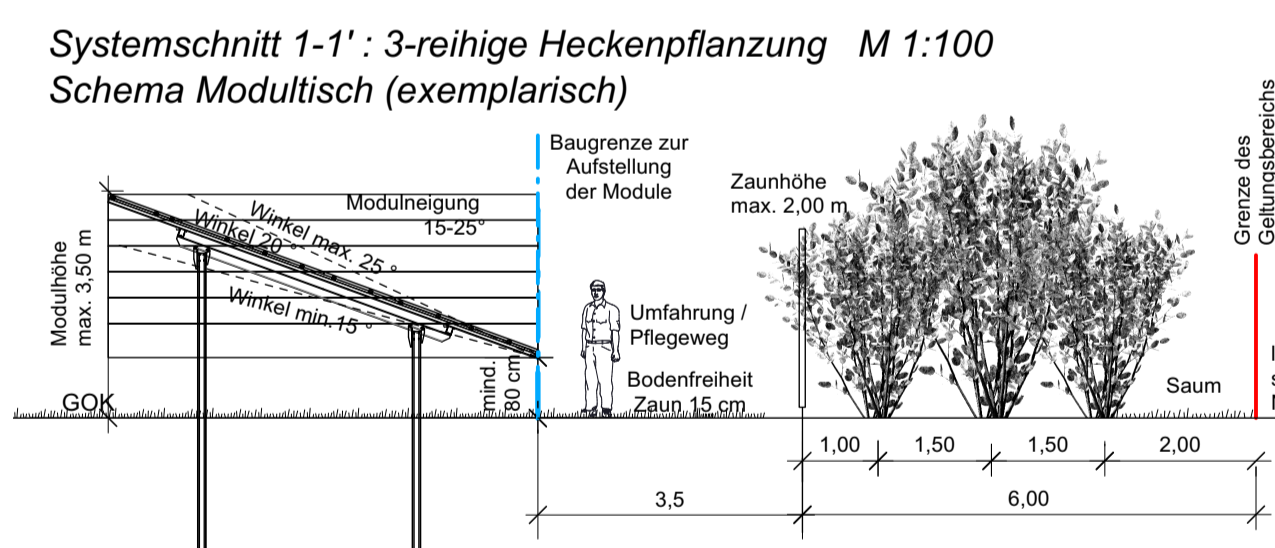 Systemschnitt 1-1' : 3-reihige Heckenpflanzung M 1:100
Schema Modultisch (exemplarisch)
Baugrenze zur
Aufstellung
der Module
Zaunhöhe
max. 2,00 m
Grenze des
Geltungsbereichs
Modulneigung
15-25°
Winkel max. 25 °
Winkel 20 °
Winkel min.15 °
Modulhöhe
max. 3,50 m
Umfahrung /
Pflegeweg
Bodenfreiheit
Zaun 15 cm
mind.
80 cm
GOK
Saum
1,00
1,50
1,50
2,00
3,5
6,00